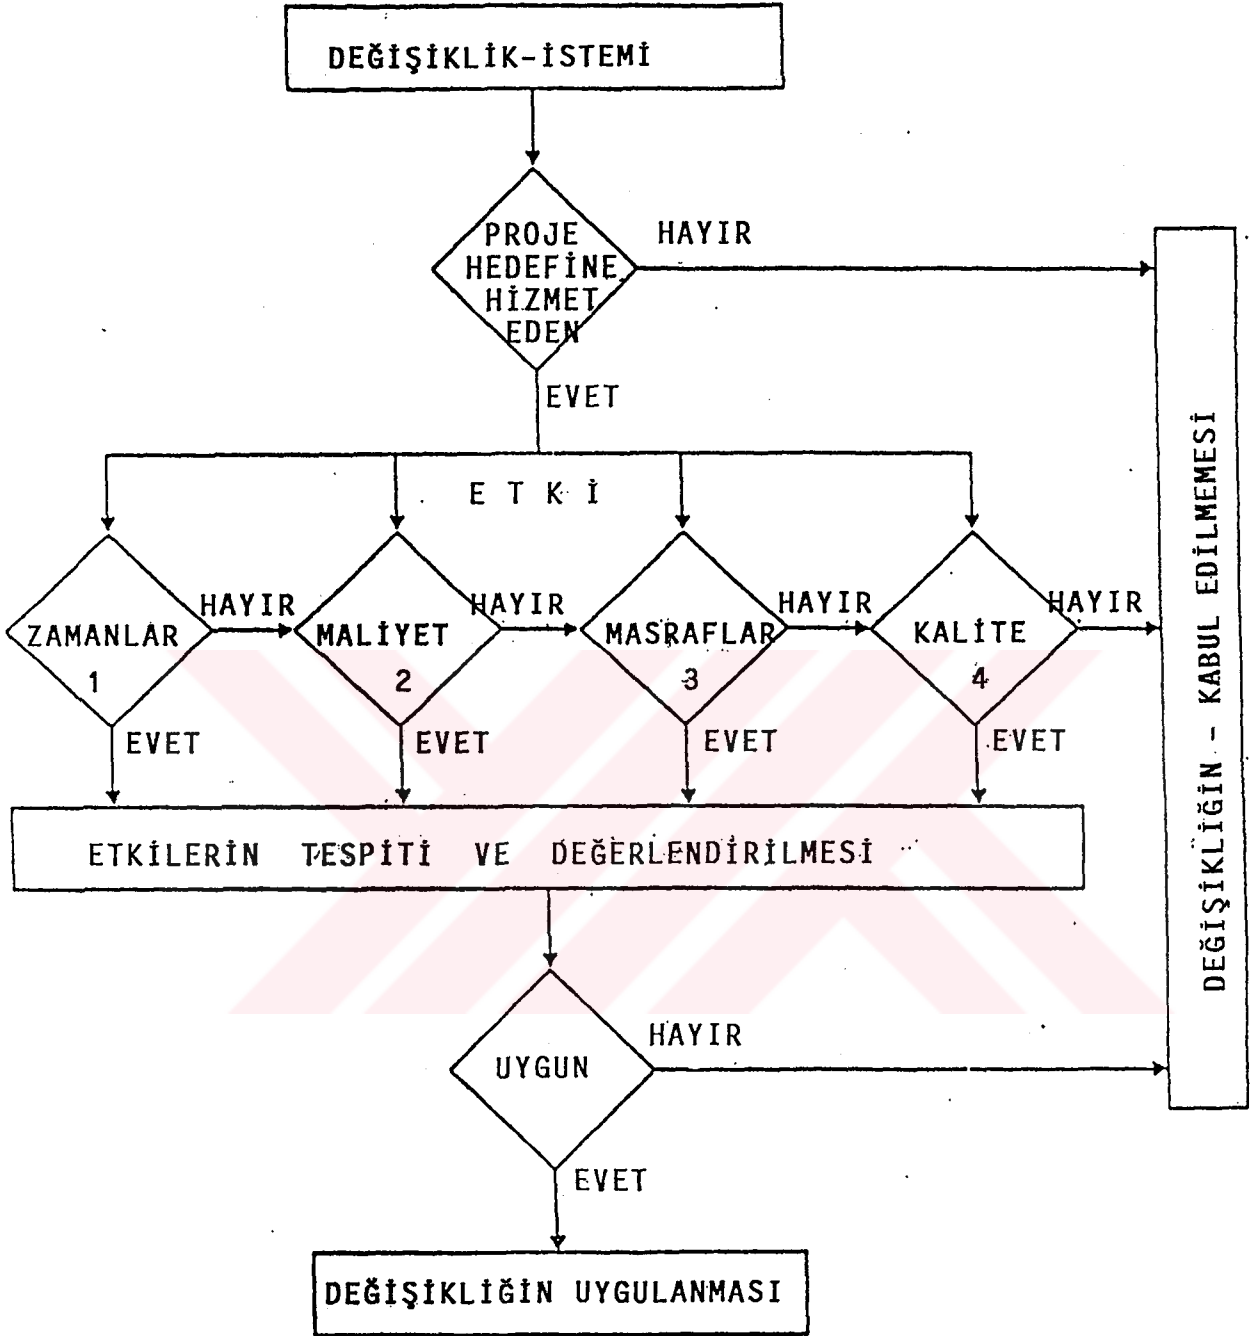 DEĞİŞİKLİK-İSTEMİ
PROJE
HEDEFİNE
HİZMET
EDEN
HAYIR
EVET
E T K İ
ZAMANLAR
1
HAYIR
MALİYET
2
HAYIR
MASRAFLAR
3
HAYIR
KALİTE
4
HAYIR
EVET
EVET
EVET
EVET
ETKİLERİN TESPİTİ VE DEĞERLENDİRİLMESİ
UYGUN
HAYIR
EVET
DEĞİŞİKLİĞİN UYGULANMASI
DEĞİŞİKLİĞİN - KABUL EDİLMEMESİ